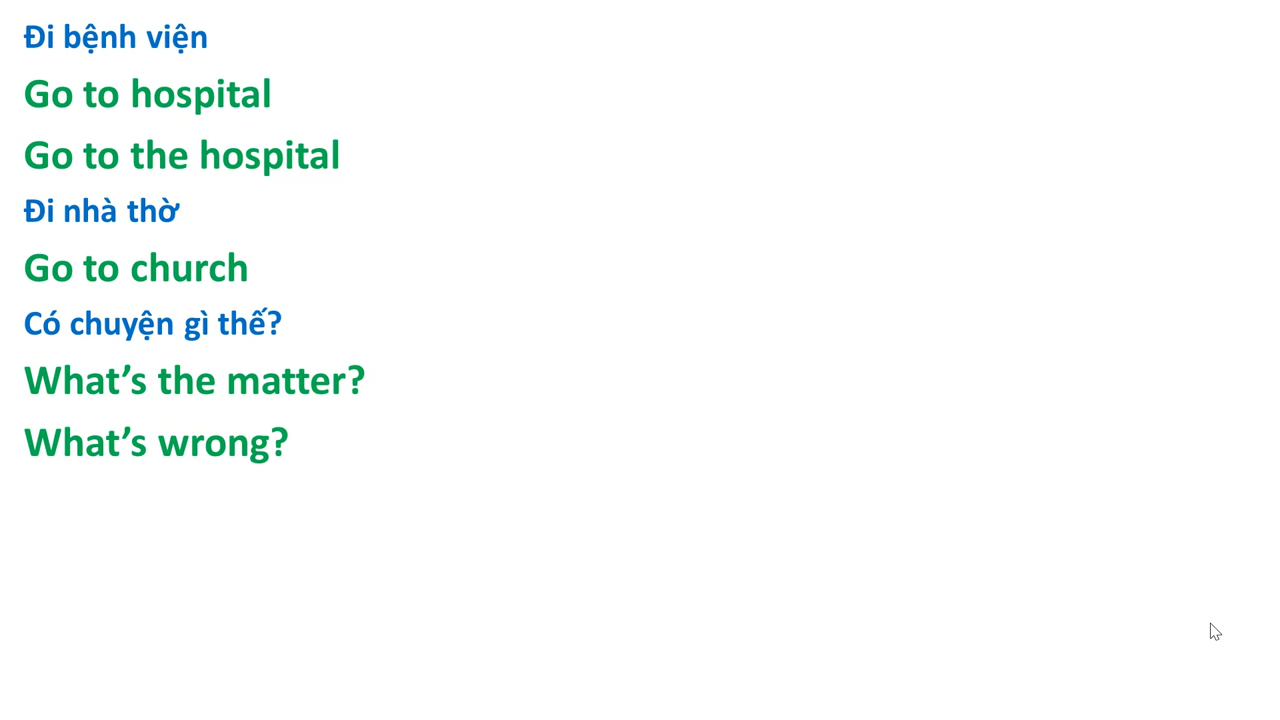 Đi bệnh viện
Go to hospital
Go to the hospital
Đi nhà thờ
Go to church
Có chuyện gì thế?
What’s the matter?
What’s wrong?